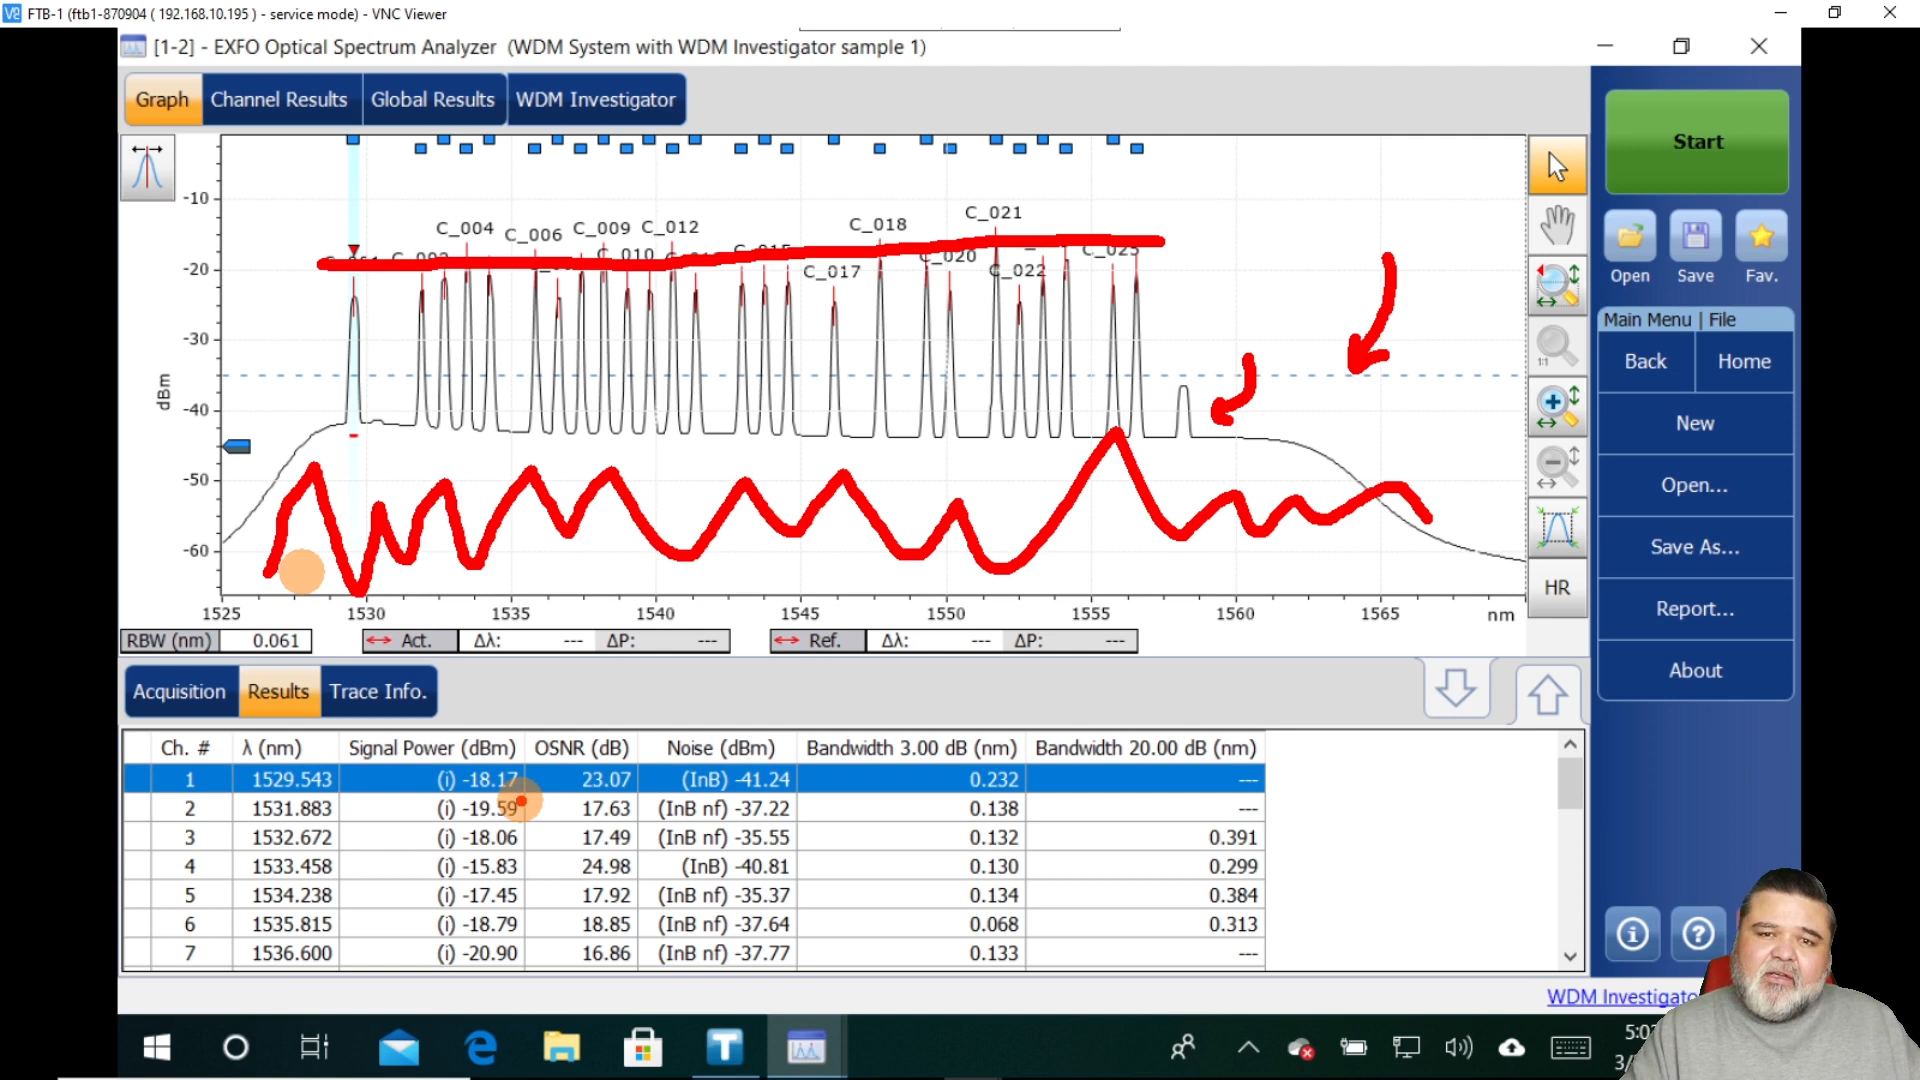 FTB-1 (ftb1-870904 ( 192.168.10.195 ) - service mode) - VNC Viewer
[1-2] - EXFO Optical Spectrum Analyzer (WDM System with WDM Investigator sample 1)
Graph Channel Results Global Results WDM Investigator
Start
-10
-20
-30
-40
-50
-60
dBm
C_004 C_006 C_009 C_012 C_018 C_021
C_010 C_017 C_020 C_022 C_025
1525 1530 1535 1540 1545 1550 1555 1560 1565 nm
1:1
HR
Open Save Fav.
Main Menu | File
Back Home
New
Open...
Save As...
Report...
About
RBW (nm) 0.061 Act. Δλ: --- ΔP: --- Ref. Δλ: --- ΔP: ---
Acquisition Results Trace Info.
Ch. # λ (nm) Signal Power (dBm) OSNR (dB) Noise (dBm) Bandwidth 3.00 dB (nm) Bandwidth 20.00 dB (nm)
1 1529.543 (i) -18.17 23.07 (InB) -41.24 0.232 ---
2 1531.883 (i) -19.59 17.63 (InB nf) -37.22 0.138 ---
3 1532.672 (i) -18.06 17.49 (InB nf) -35.55 0.132 0.391
4 1533.458 (i) -15.83 24.98 (InB) -40.81 0.130 0.299
5 1534.238 (i) -17.45 17.92 (InB nf) -35.37 0.134 0.384
6 1535.815 (i) -18.79 18.85 (InB nf) -37.64 0.068 0.313
7 1536.600 (i) -20.90 16.86 (InB nf) -37.77 0.133 ---
WDM